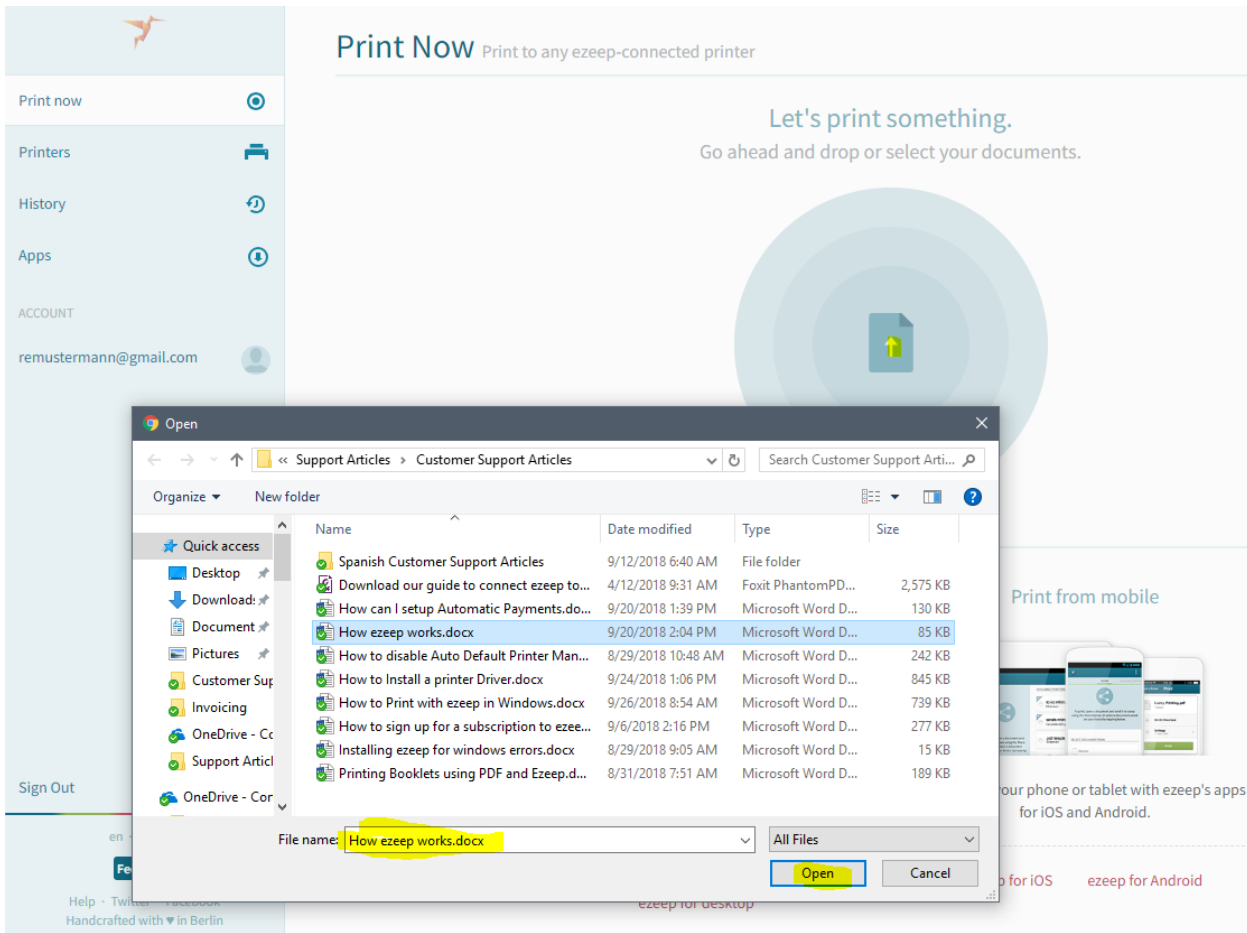 Print Now Print to any ezeep-connected printer
Print now
Printers
History
Apps
ACCOUNT
remustermann@gmail.com
Sign Out
en
Help · Twitter Facebook
Handcrafted with ♥ in Berlin
Let's print something.
Go ahead and drop or select your documents.
Open
« Support Articles > Customer Support Articles
Search Customer Support Arti...
Organize New folder
Quick access
Desktop
Download
Document
Pictures
Customer Sup
Invoicing
OneDrive - Co
Support Articl
OneDrive - Cor
Name Date modified Type Size
Spanish Customer Support Articles 9/12/2018 6:40 AM File folder
Download our guide to connect ezeep to... 4/12/2018 9:31 AM Foxit PhantomPD... 2,575 KB
How can I setup Automatic Payments.do... 9/20/2018 1:39 PM Microsoft Word D... 130 KB
How ezeep works.docx 9/20/2018 2:04 PM Microsoft Word D... 85 KB
How to disable Auto Default Printer Man... 8/29/2018 10:48 AM Microsoft Word D... 242 KB
How to Install a printer Driver.docx 9/24/2018 1:06 PM Microsoft Word D... 845 KB
How to Print with ezeep in Windows.docx 9/26/2018 8:54 AM Microsoft Word D... 739 KB
How to sign up for a subscription to ezee... 9/6/2018 2:16 PM Microsoft Word D... 277 KB
Installing ezeep for windows errors.docx 8/29/2018 9:05 AM Microsoft Word D... 15 KB
Printing Booklets using PDF and Ezeep.d... 8/31/2018 7:51 AM Microsoft Word D... 189 KB
File name: How ezeep works.docx
All Files
Open Cancel
Print from mobile
our phone or tablet with ezeep's apps
for iOS and Android.
for iOS ezeep for Android
ezeep for desktop